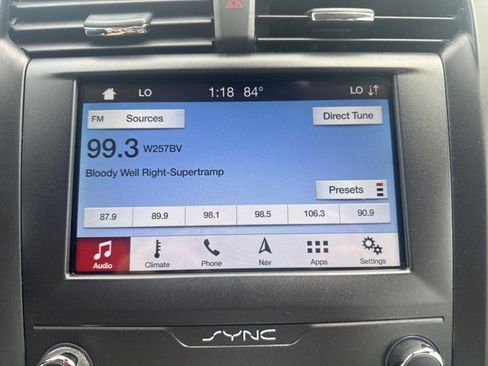 LO 1:18 84° LO
FM Sources Direct Tune
99.3 W257BV
Bloody Well Right-Supertramp
Presets
87.9 89.9 98.1 98.5 106.3 90.9
Audio Climate Phone Nav Apps Settings
SYNC